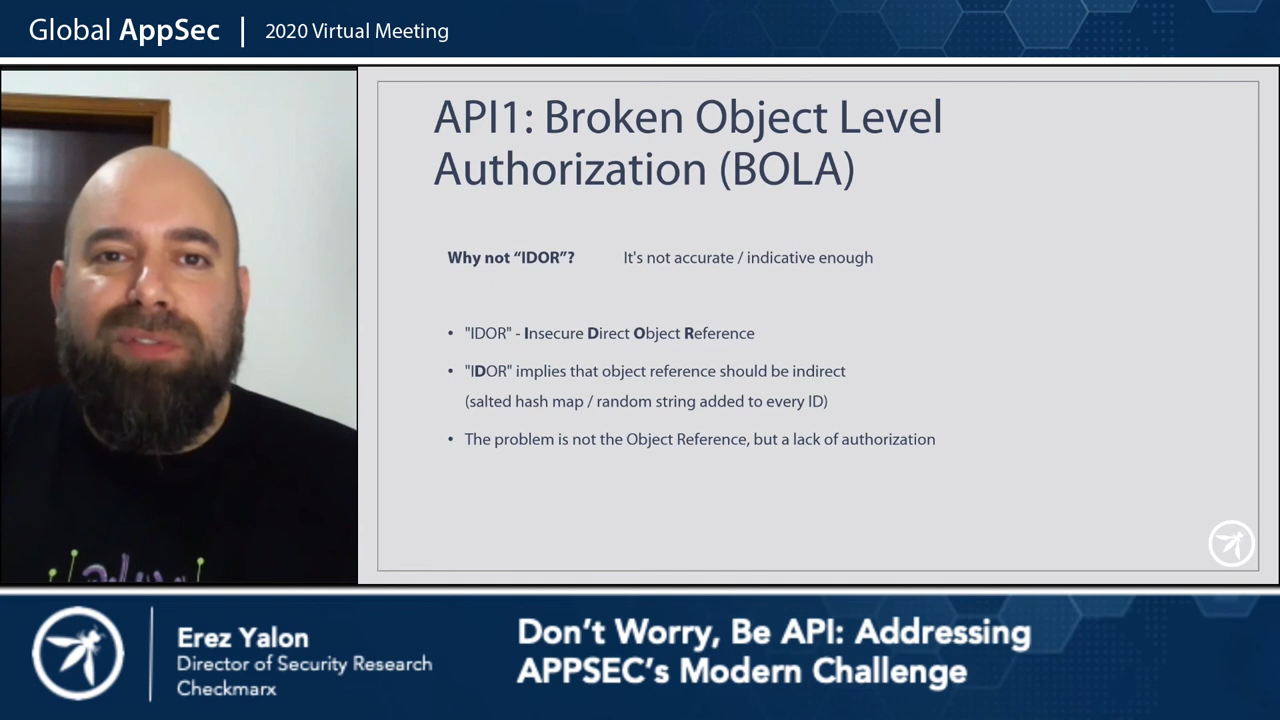 Global AppSec | 2020 Virtual Meeting
API1: Broken Object Level
Authorization (BOLA)
Why not “IDOR”? It's not accurate / indicative enough
• "IDOR" - Insecure Direct Object Reference
• "IDOR" implies that object reference should be indirect
(salted hash map / random string added to every ID)
• The problem is not the Object Reference, but a lack of authorization
Erez Yalon
Director of Security Research
Checkmarx
Don’t Worry, Be API: Addressing
APPSEC’s Modern Challenge